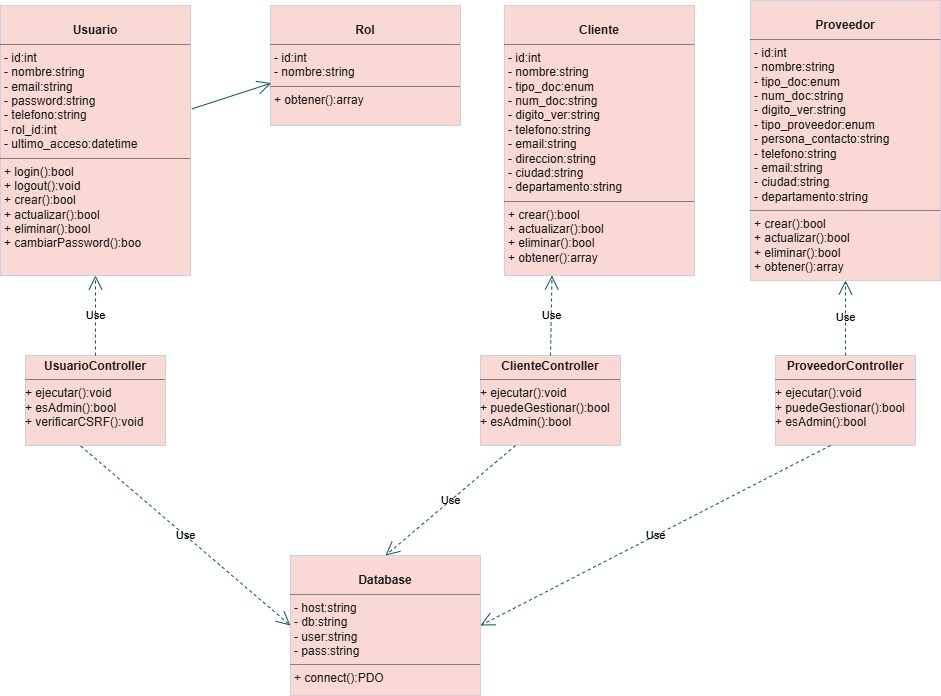 Usuario
- id:int
- nombre:string
- email:string
- password:string
- telefono:string
- rol_id:int
- ultimo_acceso:datetime
+ login():bool
+ logout():void
+ crear():bool
+ actualizar():bool
+ eliminar():bool
+ cambiarPassword():boo
Rol
- id:int
- nombre:string
+ obtener():array
Cliente
- id:int
- nombre:string
- tipo_doc:enum
- num_doc:string
- digito_ver:string
- telefono:string
- email:string
- direccion:string
- ciudad:string
- departamento:string
+ crear():bool
+ actualizar():bool
+ eliminar():bool
+ obtener():array
Proveedor
- id:int
- nombre:string
- tipo_doc:enum
- num_doc:string
- digito_ver:string
- tipo_proveedor:enum
- persona_contacto:string
- telefono:string
- email:string
- ciudad:string
- departamento:string
+ crear():bool
+ actualizar():bool
+ eliminar():bool
+ obtener():array
Use
Use
Use
UsuarioController
+ ejecutar():void
+ esAdmin():bool
+ verificarCSRF():void
ClienteController
+ ejecutar():void
+ puedeGestionar():bool
+ esAdmin():bool
ProveedorController
+ ejecutar():void
+ puedeGestionar():bool
+ esAdmin():bool
Use
Use
Use
Database
- host:string
- db:string
- user:string
- pass:string
+ connect():PDO